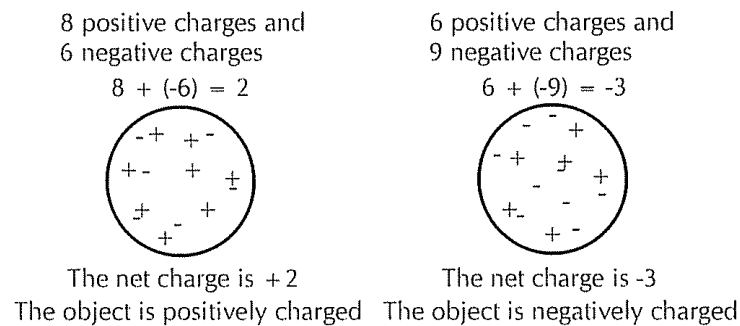 8 positive charges and
6 negative charges
8 + (-6) = 2
- + + -
+ - + +
-
+
- +
-
+
The net charge is +2
The object is positively charged
6 positive charges and
9 negative charges
6 + (-9) = -3
- -
+
- + +
-
+
- -
+ - -
+ -
The net charge is -3
The object is negatively charged